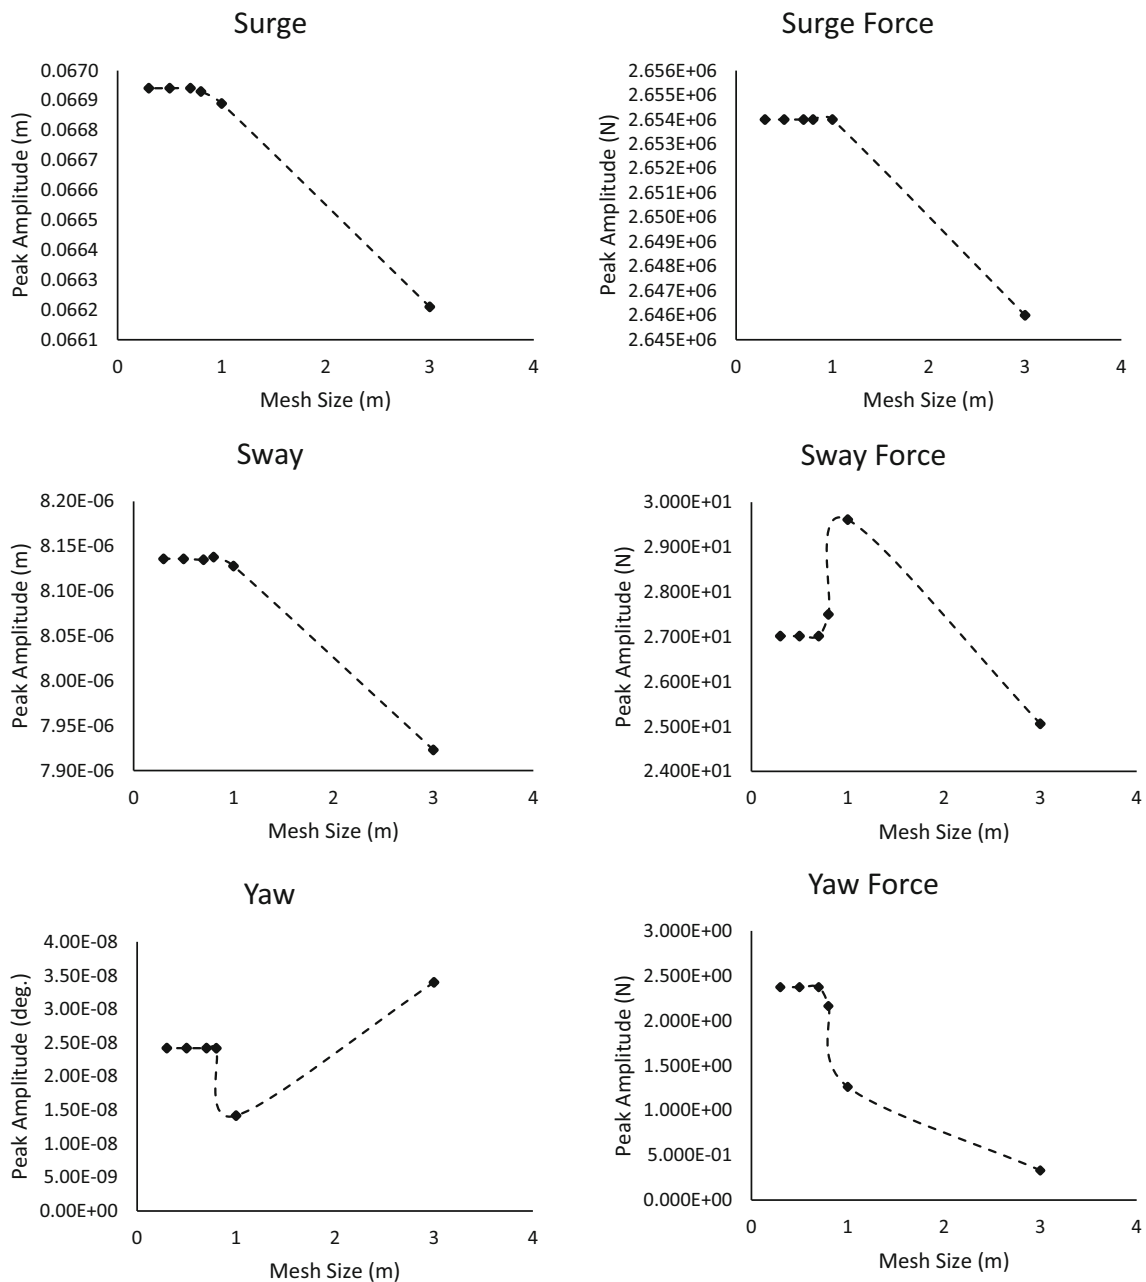 Surge
Peak Amplitude (m)
0.0670
0.0669
0.0668
0.0667
0.0666
0.0665
0.0664
0.0663
0.0662
0.0661
0 1 2 3 4
Mesh Size (m)
Surge Force
Peak Amplitude (N)
2.656E+06
2.655E+06
2.654E+06
2.653E+06
2.652E+06
2.651E+06
2.650E+06
2.649E+06
2.648E+06
2.647E+06
2.646E+06
2.645E+06
0 1 2 3 4
Mesh Size (m)
Sway
Peak Amplitude (m)
8.20E-06
8.15E-06
8.10E-06
8.05E-06
8.00E-06
7.95E-06
7.90E-06
0 1 2 3 4
Mesh Size (m)
Sway Force
Peak Amplitude (N)
3.000E+01
2.900E+01
2.800E+01
2.700E+01
2.600E+01
2.500E+01
2.400E+01
0 1 2 3 4
Mesh Size (m)
Yaw
Peak Amplitude (deg.)
4.00E-08
3.50E-08
3.00E-08
2.50E-08
2.00E-08
1.50E-08
1.00E-08
5.00E-09
0.00E+00
0 1 2 3 4
Mesh Size (m)
Yaw Force
Peak Amplitude (N)
3.000E+00
2.500E+00
2.000E+00
1.500E+00
1.000E+00
5.000E-01
0.000E+00
0 1 2 3 4
Mesh Size (m)